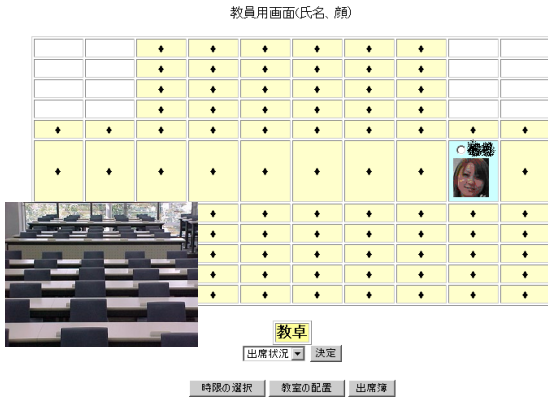 教員用画面(氏名、顔)
教卓
出席状況 決定
時限の選択 教室の配置 出席簿